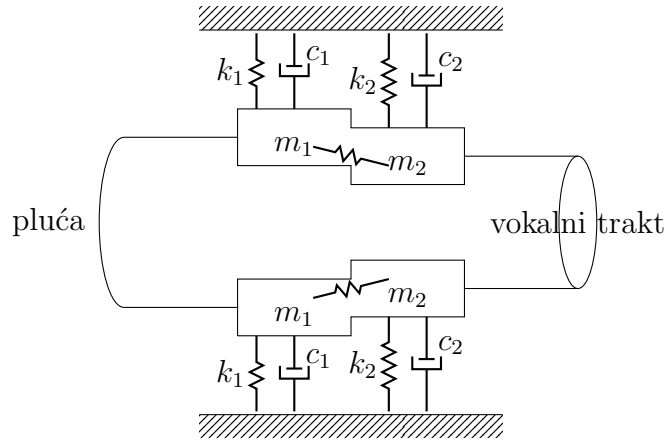 k₁ c₁ k₂ c₂
m₁ m₂
pluća vokalni trakt
m₁ m₂
k₁ c₁ k₂ c₂